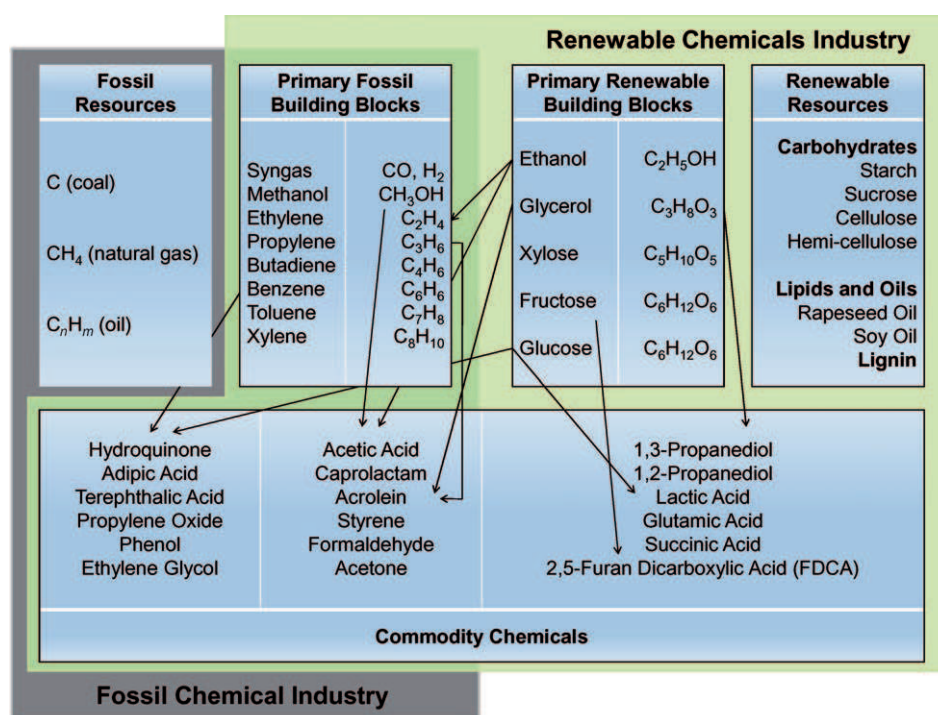 Renewable Chemicals Industry
Fossil
Resources
C (coal)
CH₄ (natural gas)
CₙHₘ (oil)
Primary Fossil
Building Blocks
Syngas CO, H₂
Methanol CH₃OH
Ethylene C₂H₄
Propylene C₃H₆
Butadiene C₄H₆
Benzene C₆H₆
Toluene C₇H₈
Xylene C₈H₁₀
Primary Renewable
Building Blocks
Ethanol C₂H₅OH
Glycerol C₃H₈O₃
Xylose C₅H₁₀O₅
Fructose C₆H₁₂O₆
Glucose C₆H₁₂O₆
Renewable
Resources
Carbohydrates
Starch
Sucrose
Cellulose
Hemi-cellulose
Lipids and Oils
Rapeseed Oil
Soy Oil
Lignin
Hydroquinone
Adipic Acid
Terephthalic Acid
Propylene Oxide
Phenol
Ethylene Glycol
Acetic Acid
Caprolactam
Acrolein
Styrene
Formaldehyde
Acetone
1,3-Propanediol
1,2-Propanediol
Lactic Acid
Glutamic Acid
Succinic Acid
2,5-Furan Dicarboxylic Acid (FDCA)
Commodity Chemicals
Fossil Chemical Industry